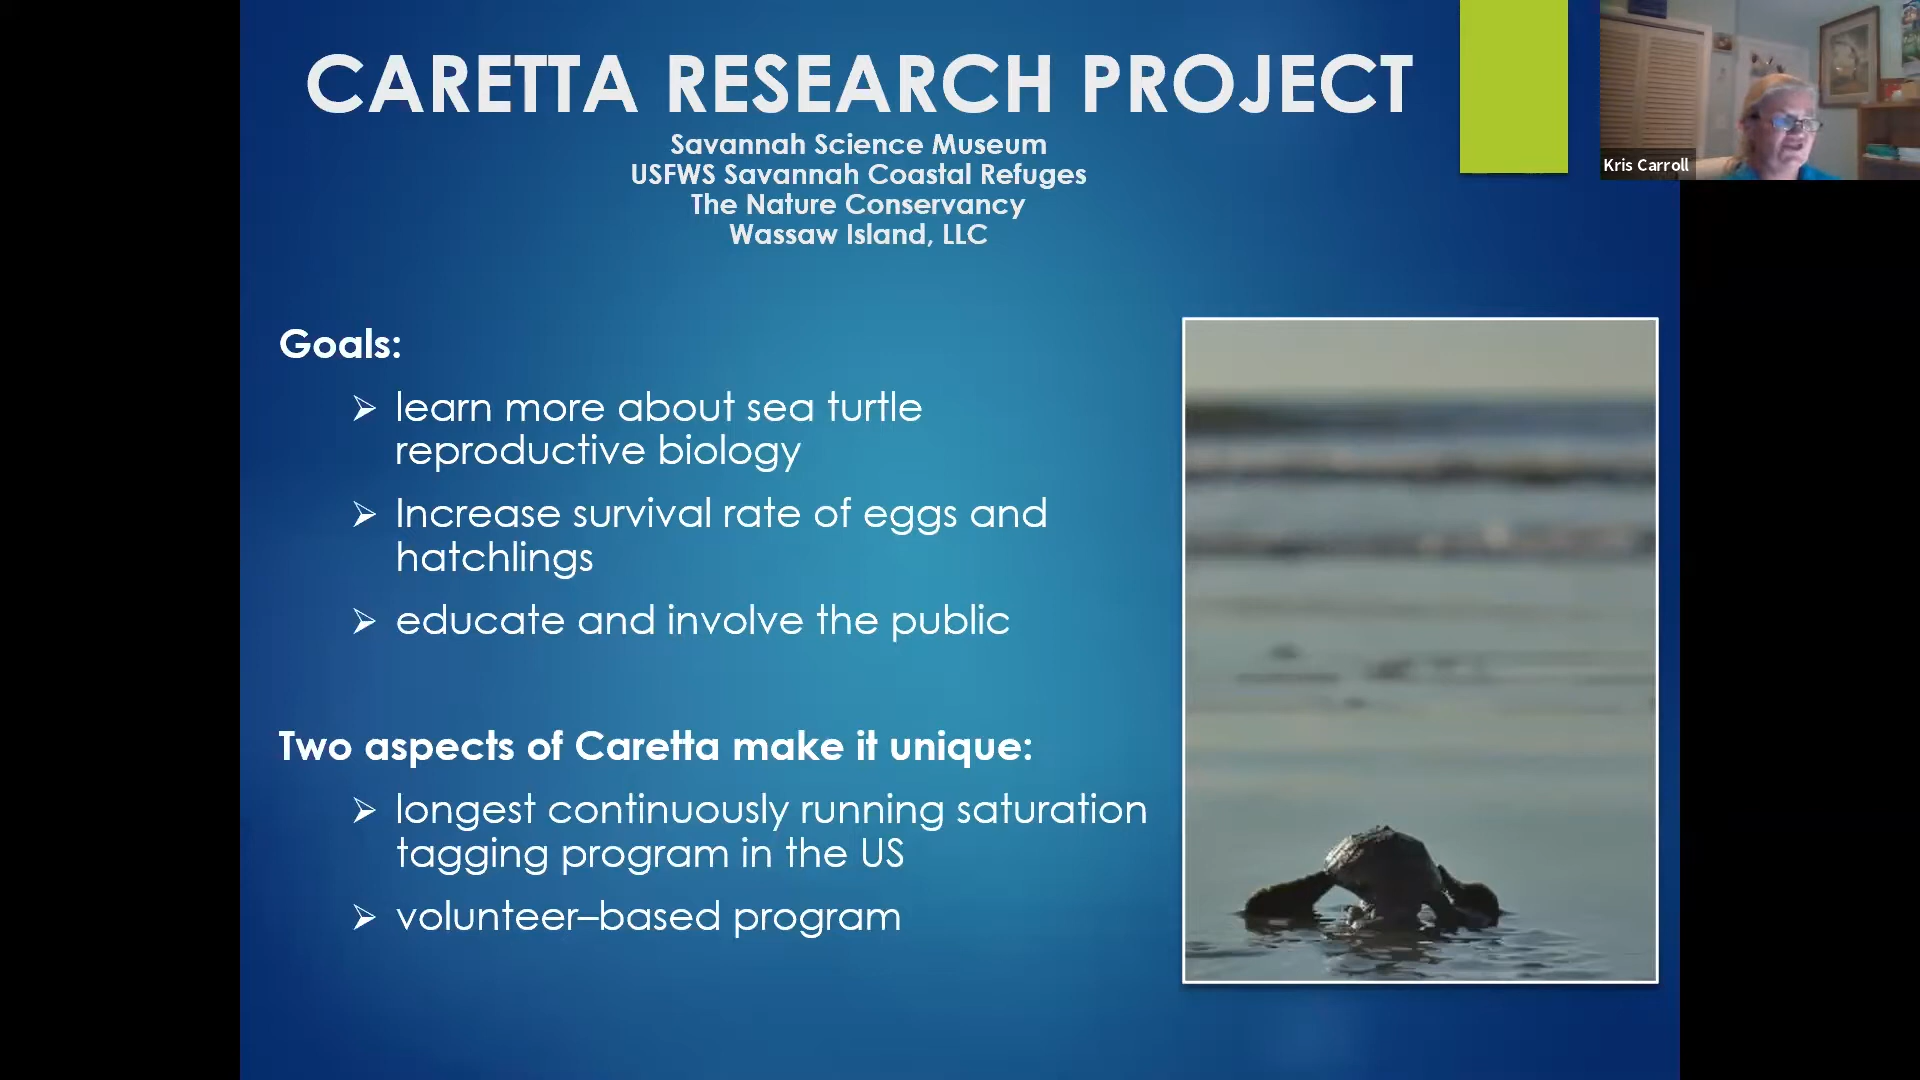 CARETTA RESEARCH PROJECT
Savannah Science Museum
USFWS Savannah Coastal Refuges
The Nature Conservancy
Wassaw Island, LLC
Kris Carroll
Goals:
➢ learn more about sea turtle
reproductive biology
➢ Increase survival rate of eggs and
hatchlings
➢ educate and involve the public
Two aspects of Caretta make it unique:
➢ longest continuously running saturation
tagging program in the US
➢ volunteer–based program